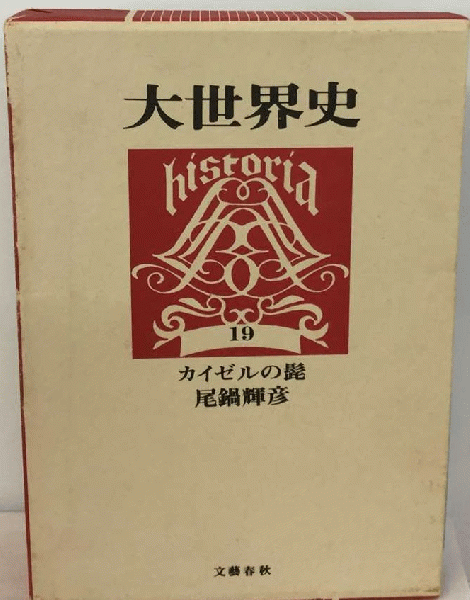 大世界史
historia
19
カイゼルの髭
尾鍋輝彦
文藝春秋